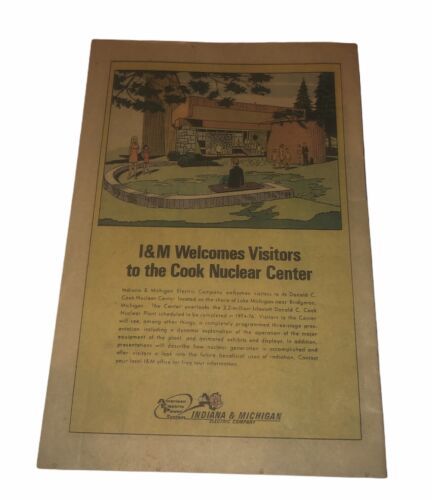 I&M Welcomes Visitors
to the Cook Nuclear Center
Indiana & Michigan Electric Company welcomes visitors to its Donald C.
Cook Nuclear Center located on the shore of Lake Michigan near Bridgman,
Michigan. The Center overlooks the 2.2-million kilowatt Donald C. Cook
Nuclear Plant scheduled to be completed in 1974-76. Visitors to the Center
will see, among other things, a completely programmed three-stage pres-
entation including a dynamic explanation of the operation of the major
equipment of the plant, and animated exhibits and displays. In addition,
presentations will describe how nuclear generation is accomplished and
offer visitors a look into the future beneficial uses of radiation. Contact
your local I&M office for free tour information.
American
Electric
Power
System
INDIANA & MICHIGAN
ELECTRIC COMPANY